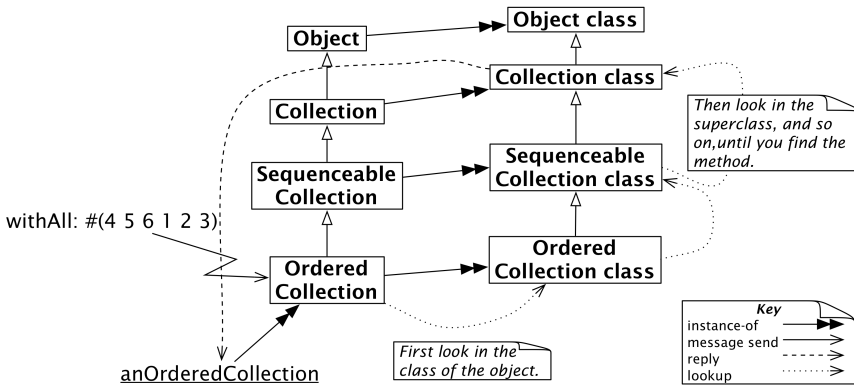 Object class
Object
Collection class
Collection
Then look in the
superclass, and so
on,until you find the
method.
Sequenceable
Collection class
Sequenceable
Collection
withAll: #(4 5 6 1 2 3)
Ordered
Collection class
Ordered
Collection
First look in the
class of the object.
anOrderedCollection
Key
instance-of
message send
reply
lookup